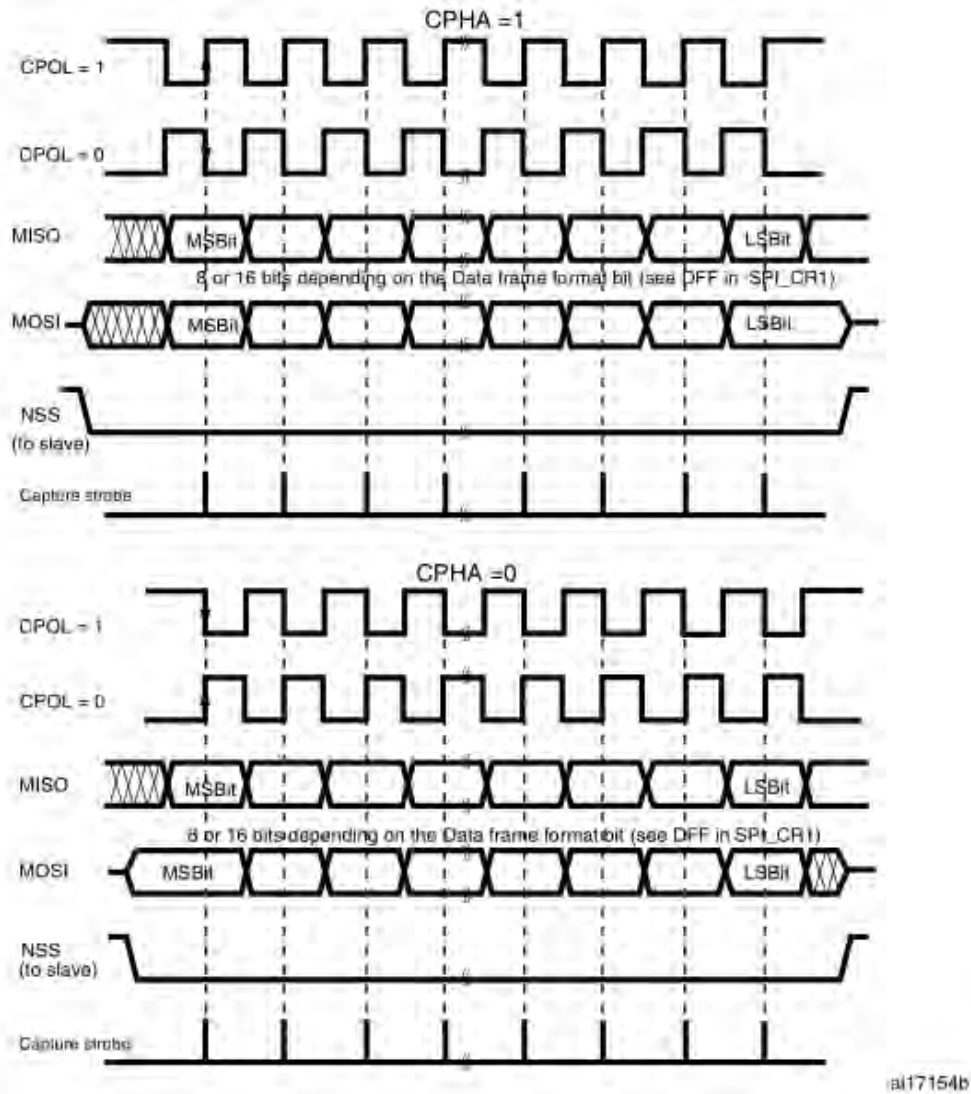 CPHA =1
CPOL = 1
CPOL = 0
MISO
MSBit
LSBit
8 or 16 bits depending on the Data frame format bit (see DFF in SPI_CR1)
MOSI
MSBit
LSBit
NSS
(to slave)
Capture strobe
CPHA =0
CPOL = 1
CPOL = 0
MISO
MSBit
LSBit
8 or 16 bits depending on the Data frame format bit (see DFF in SPI_CR1)
MOSI
MSBit
LSBit
NSS
(to slave)
Capture strobe
ai17154b